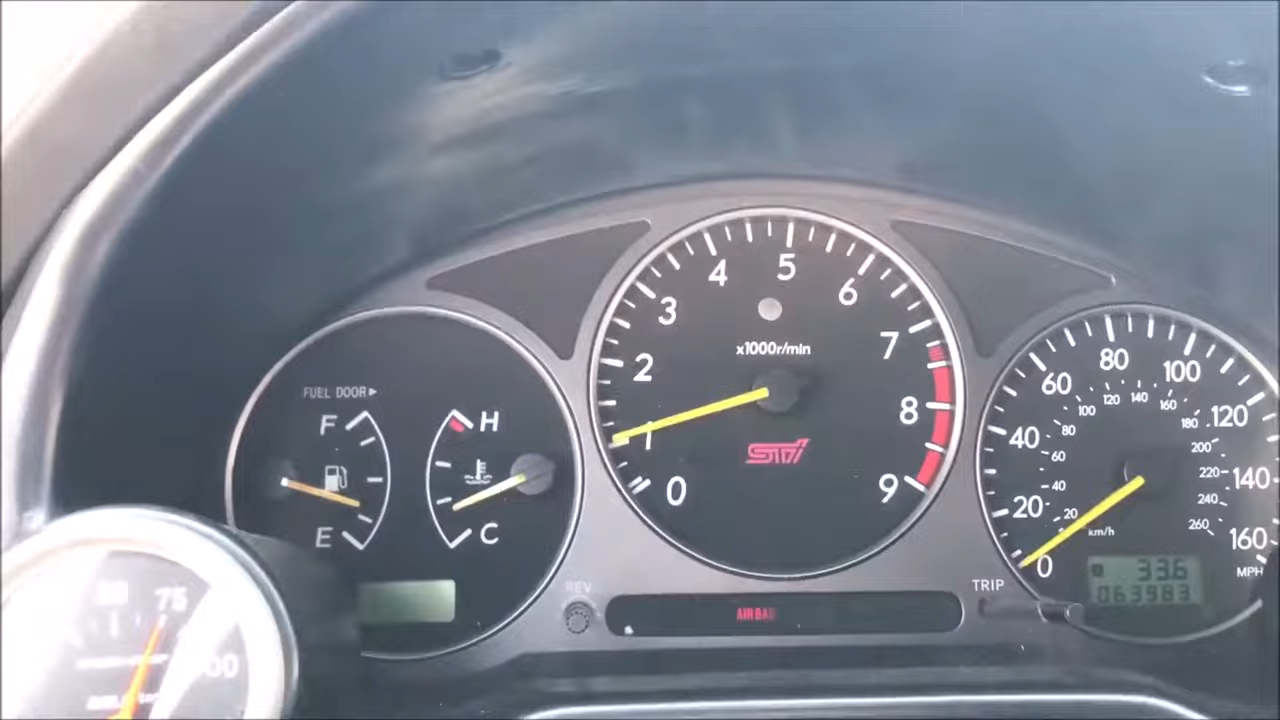 FUEL DOOR▶
F
E
H
C
REV
0
1
2
3
4
5
6
7
8
9
x1000r/min
STi
AIRBAG
TRIP
0
20
40
60
80
100
120
140
160
MPH
20
40
60
80
100
120
140
160
180
200
220
240
260
km/h
33.6
063983
75